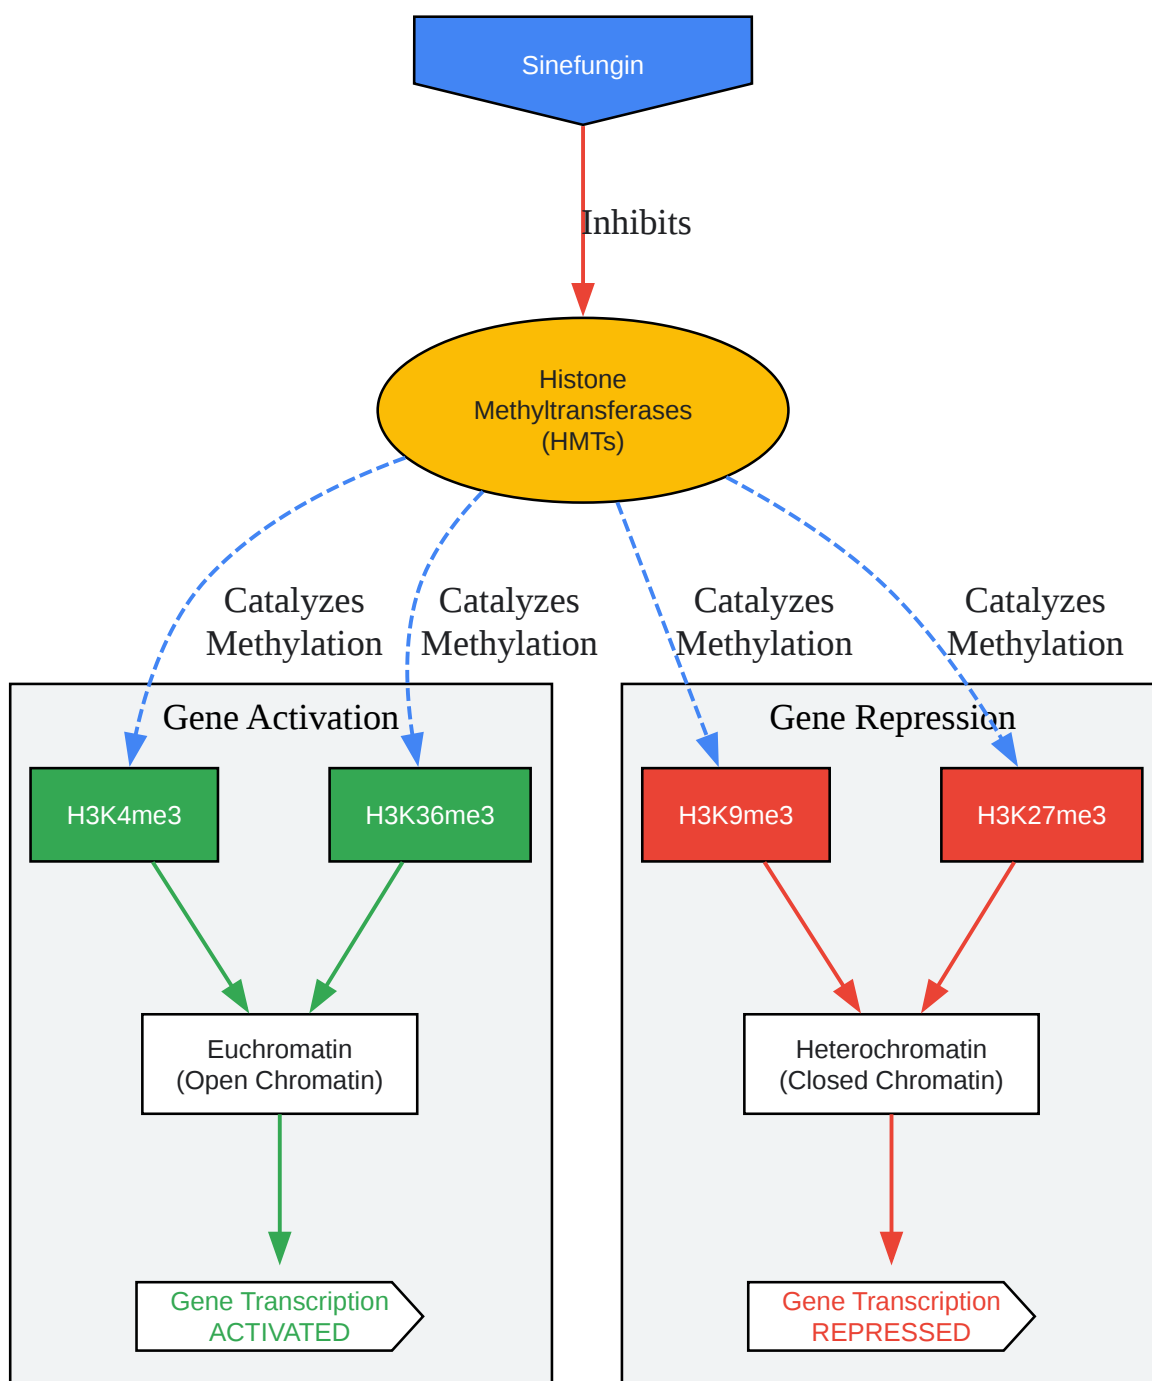 Sinefungin
Inhibits
Histone
Methyltransferases
(HMTs)
Catalyzes
Methylation
Catalyzes
Methylation
Catalyzes
Methylation
Catalyzes
Methylation
Gene Activation
H3K4me3
H3K36me3
Euchromatin
(Open Chromatin)
Gene Transcription
ACTIVATED
Gene Repression
H3K9me3
H3K27me3
Heterochromatin
(Closed Chromatin)
Gene Transcription
REPRESSED